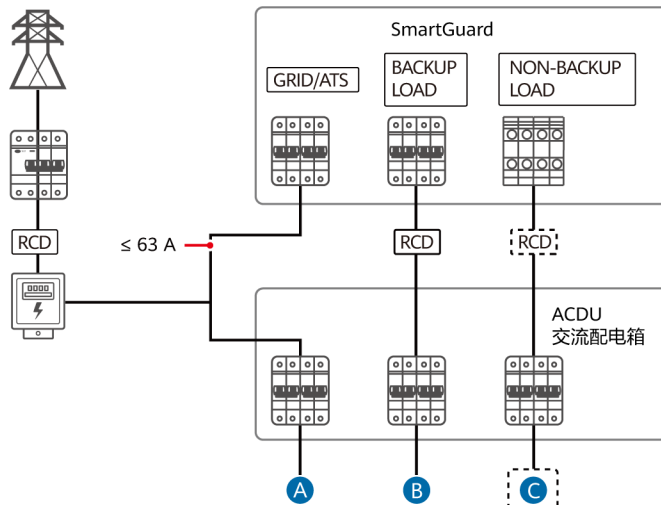 SmartGuard
GRID/ATS
BACKUP
LOAD
NON-BACKUP
LOAD
RCD
≤ 63 A
RCD
RCD
ACDU
交流配电箱
A
B
C